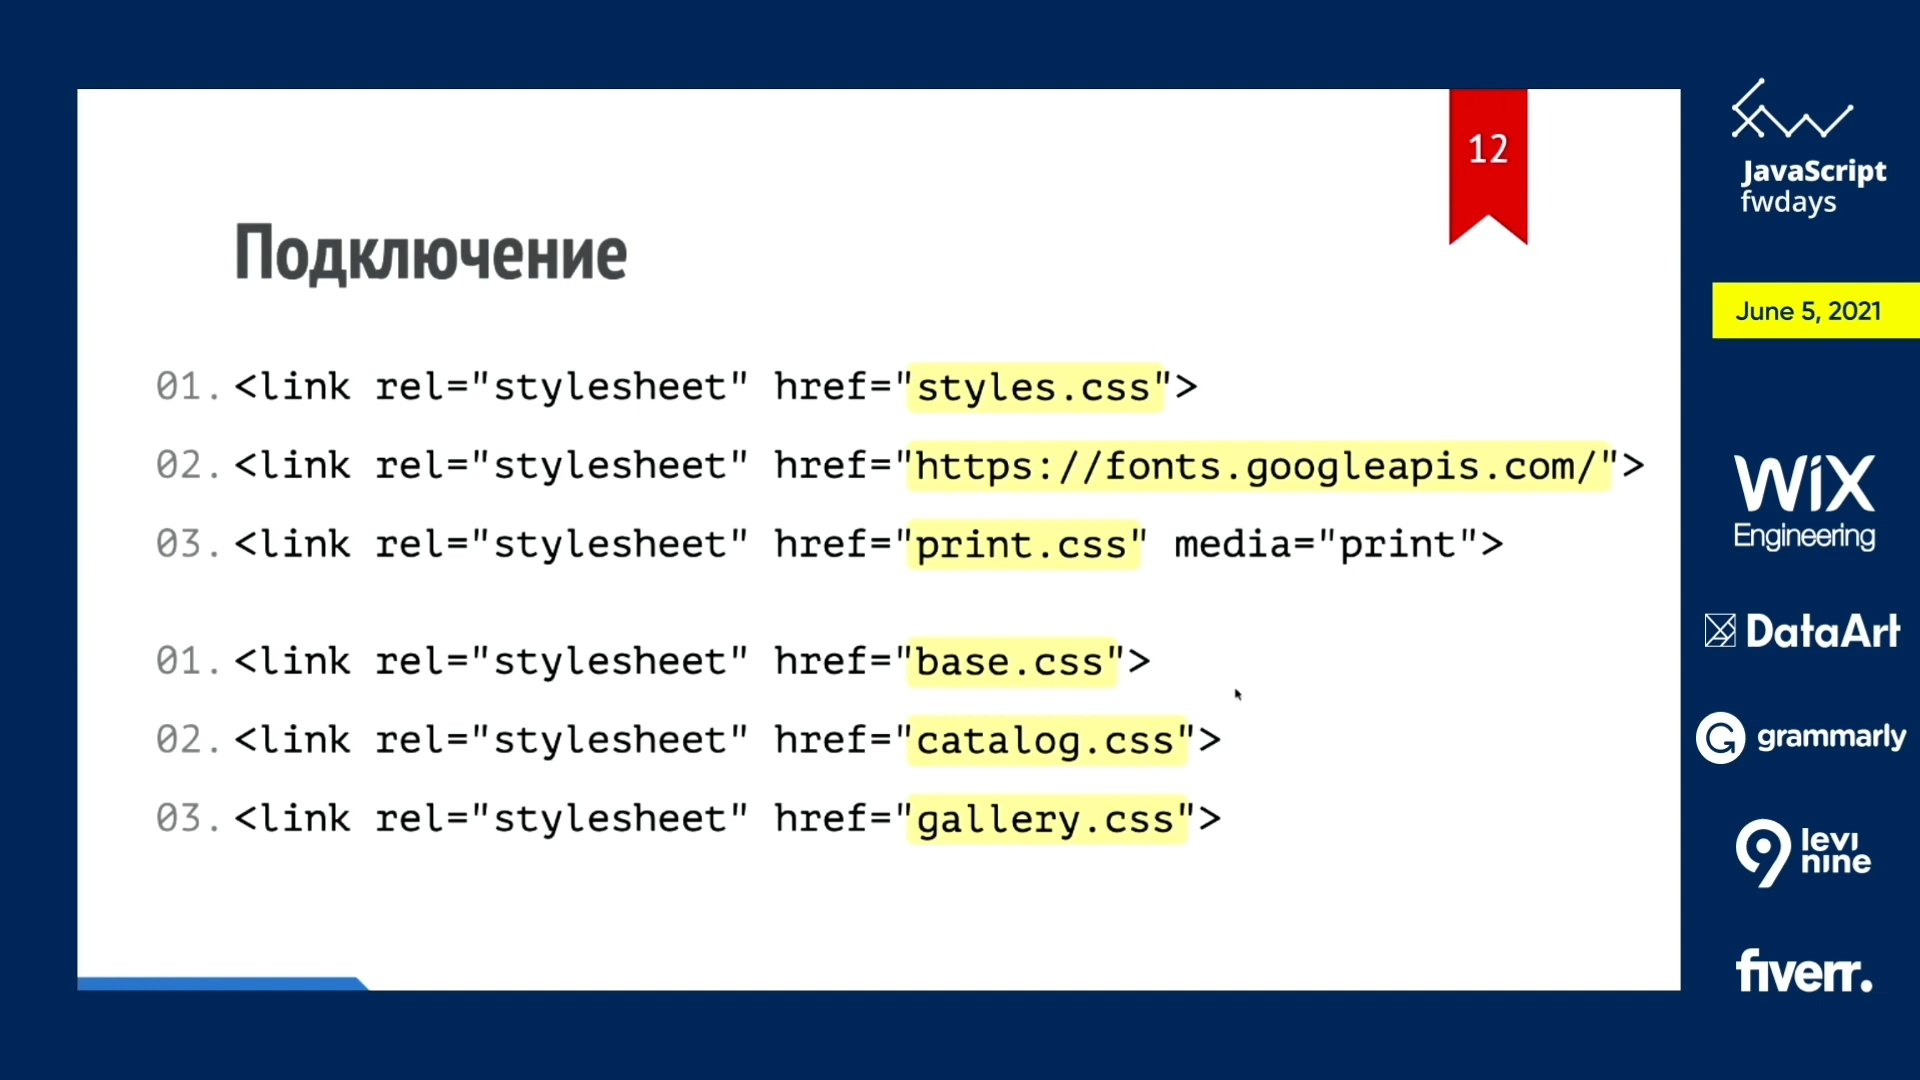 12
Подключение
01. <link rel="stylesheet" href="styles.css">
02. <link rel="stylesheet" href="https://fonts.googleapis.com/">
03. <link rel="stylesheet" href="print.css" media="print">
01. <link rel="stylesheet" href="base.css">
02. <link rel="stylesheet" href="catalog.css">
03. <link rel="stylesheet" href="gallery.css">
JavaScript
fwdays
June 5, 2021
WiX
Engineering
DataArt
grammarly
levi
nine
fiverr.